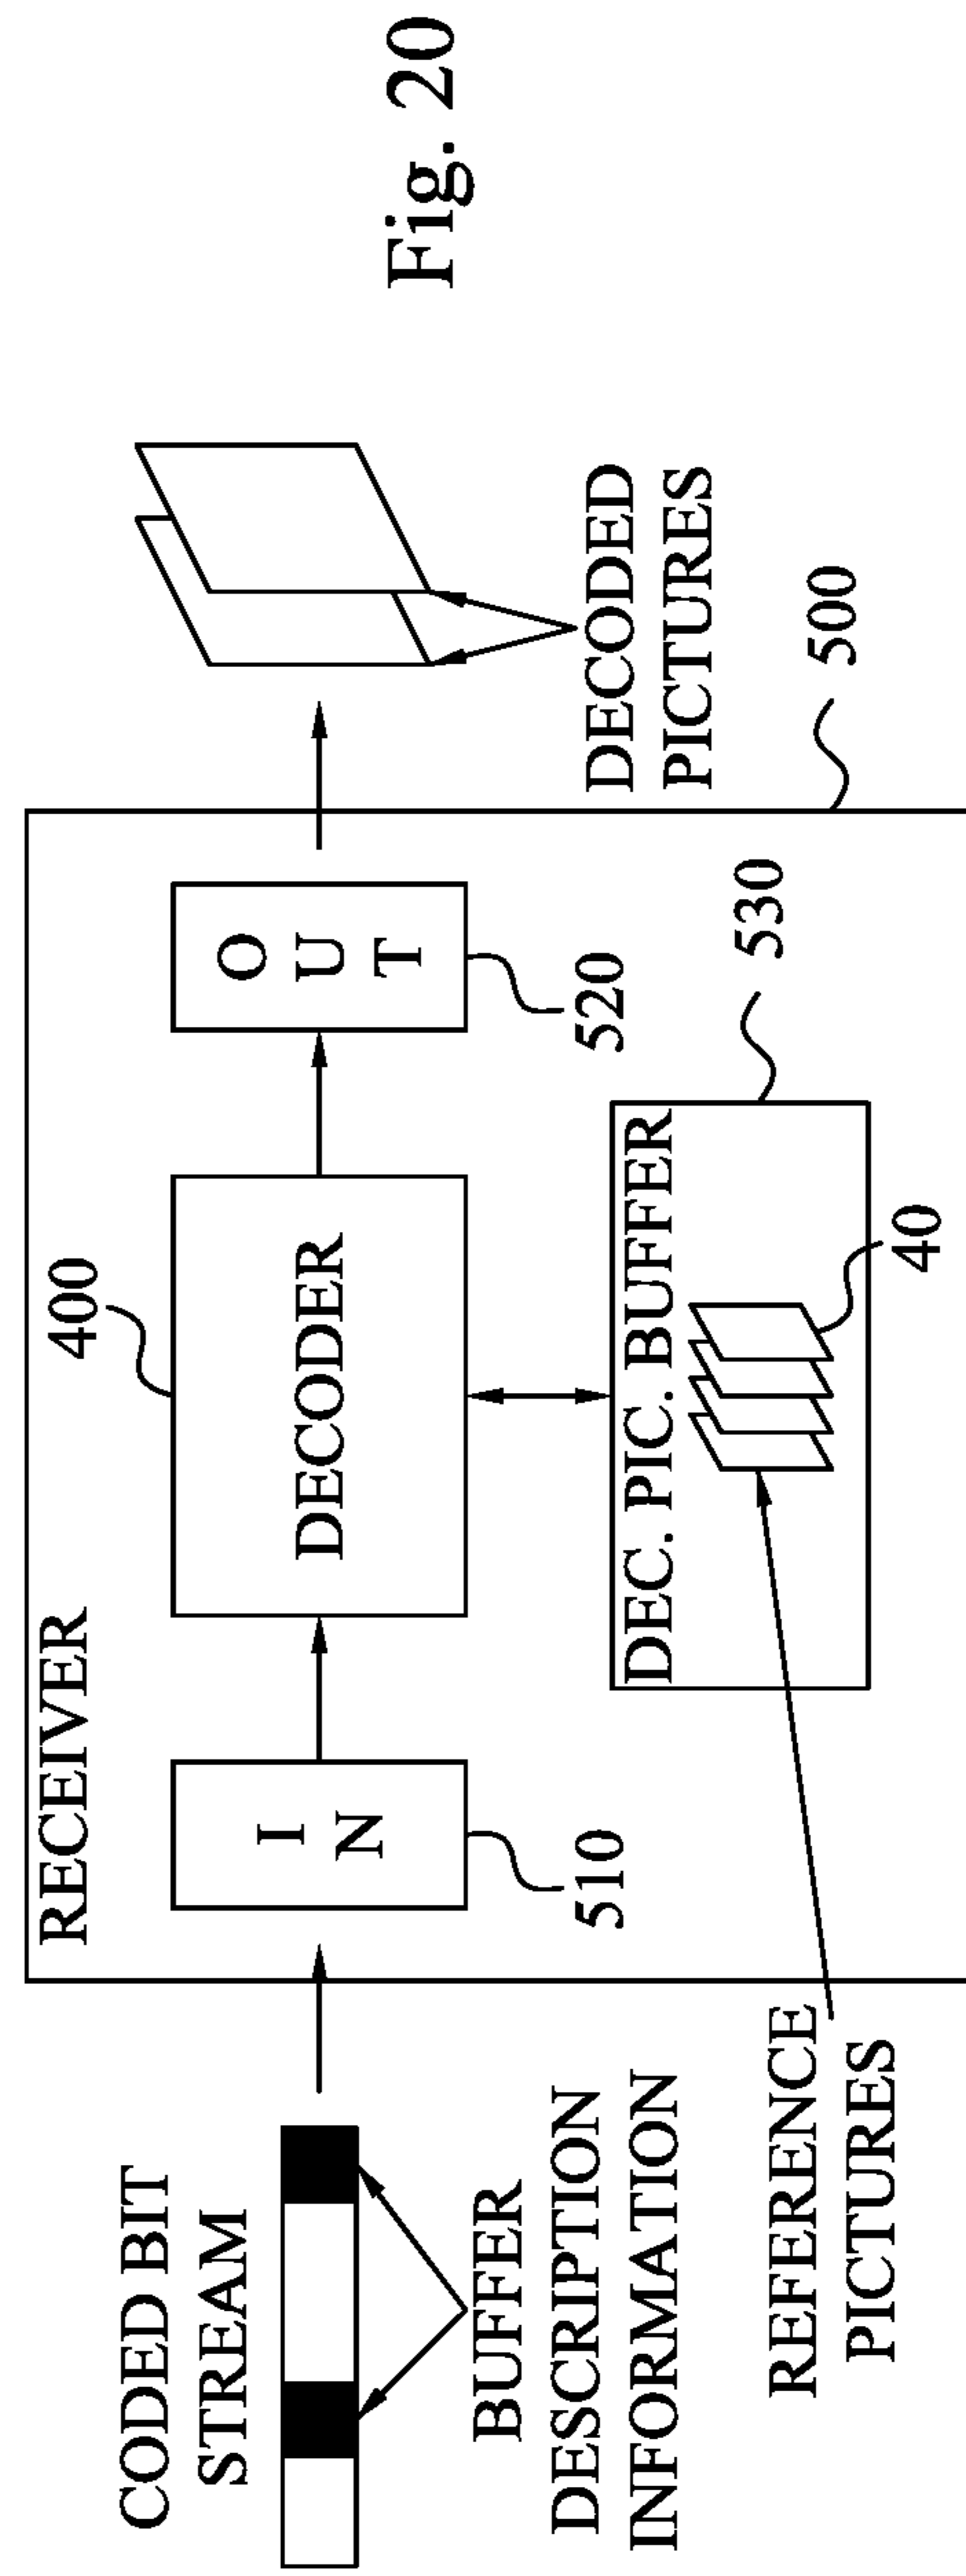 RECEIVER
CODED BIT
STREAM
400
I
N
DECODER
O
U
T
510
520
BUFFER
DESCRIPTION
INFORMATION
DEC. PIC. BUFFER
530
40
REFERENCE
PICTURES
500
DECODED
PICTURES
Fig. 20